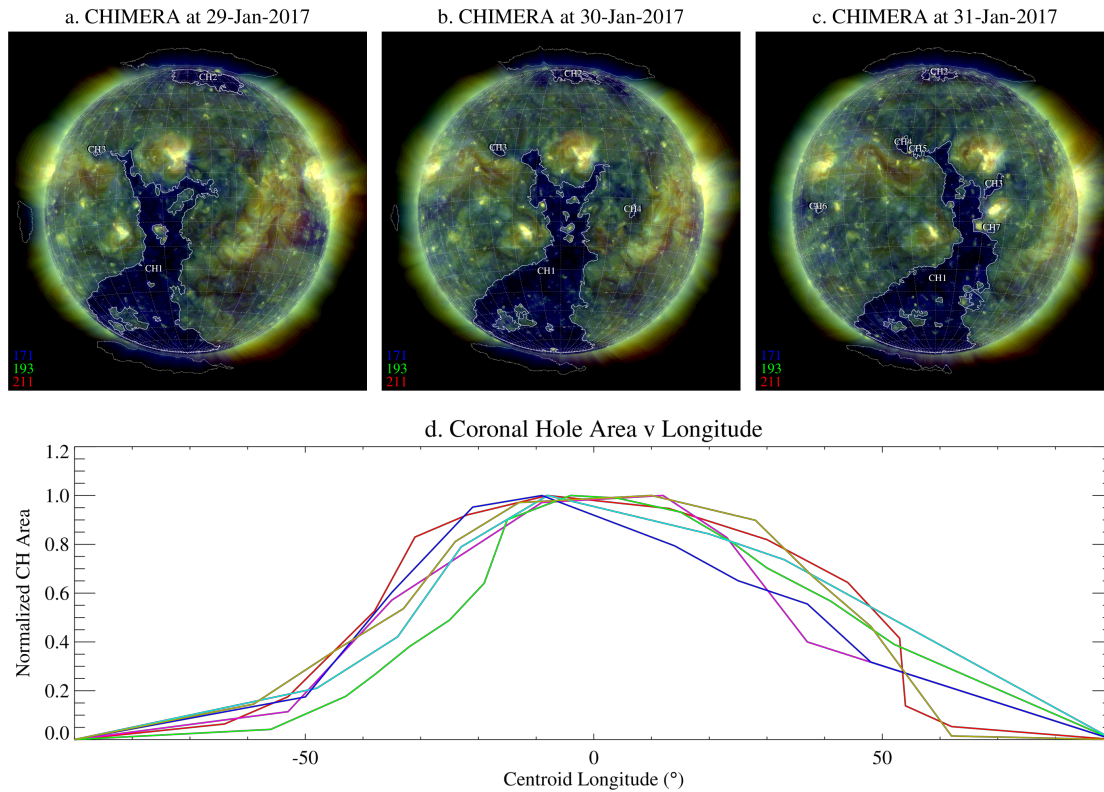 a. CHIMERA at 29-Jan-2017
b. CHIMERA at 30-Jan-2017
c. CHIMERA at 31-Jan-2017
CH2
CH3
CH1
171
193
211
CH2
CH3
CH4
CH1
171
193
211
CH2
CH4
CH5
CH3
CH6
CH7
CH1
171
193
211
d. Coronal Hole Area v Longitude
Normalized CH Area
1.2
1.0
0.8
0.6
0.4
0.2
0.0
-50
0
50
Centroid Longitude (°)